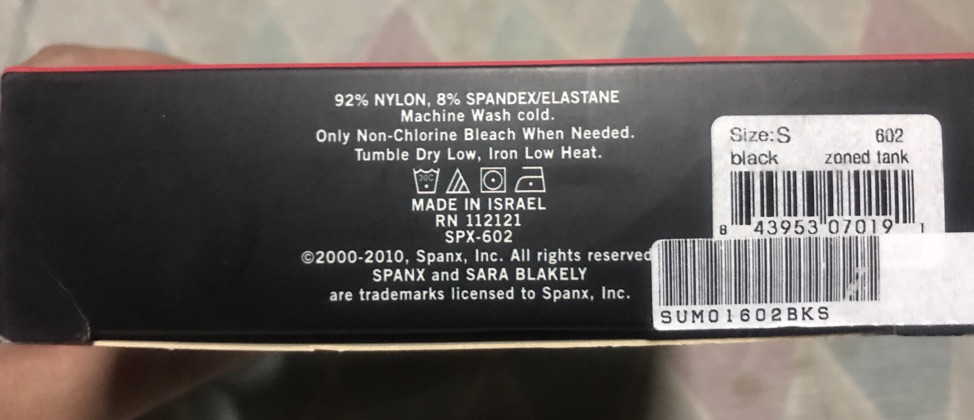 92% NYLON, 8% SPANDEX/ELASTANE
Machine Wash cold.
Only Non-Chlorine Bleach When Needed.
Tumble Dry Low, Iron Low Heat.
30C
MADE IN ISRAEL
RN 112121
SPX-602
©2000-2010, Spanx, Inc. All rights reserved
SPANX and SARA BLAKELY
are trademarks licensed to Spanx, Inc.
Size:S 602
black zoned tank
8 43953 07019 1
SUM01602BKS